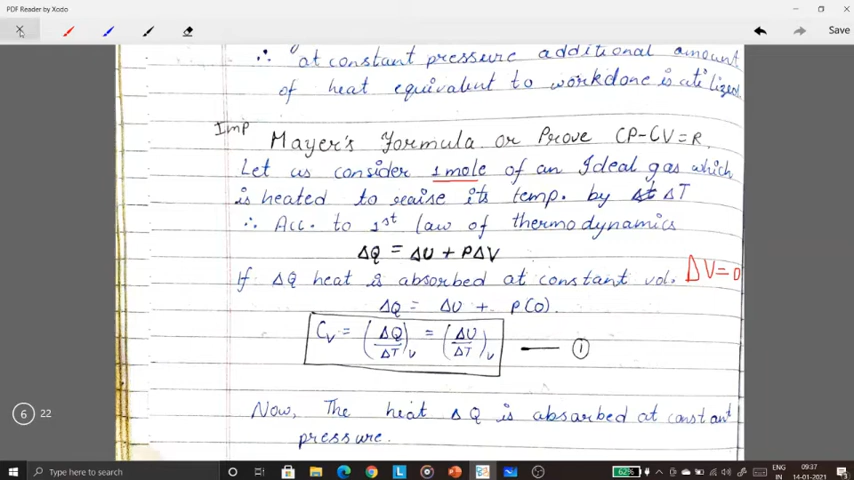 PDF Reader by Xodo
Save
∴ at constant pressure additional amount
of heat equivalent to workdone is utilized.
Imp
Mayer's Formula or Prove CP-CV=R.
Let us consider 1 mole of an Ideal gas which
is heated to raise its temp. by ΔT
∴ Acc. to 1st law of thermodynamics
ΔQ = ΔU + PΔV
If ΔQ heat is absorbed at constant vol. ΔV=0
ΔQ = ΔU + P(0).
Cv = (ΔQ/ΔT)v = (ΔU/ΔT)v — ①
Now, The heat ΔQ is absorbed at constant
pressure.
6 22
Type here to search
62%
ENG
IN
09:37
14-01-2021